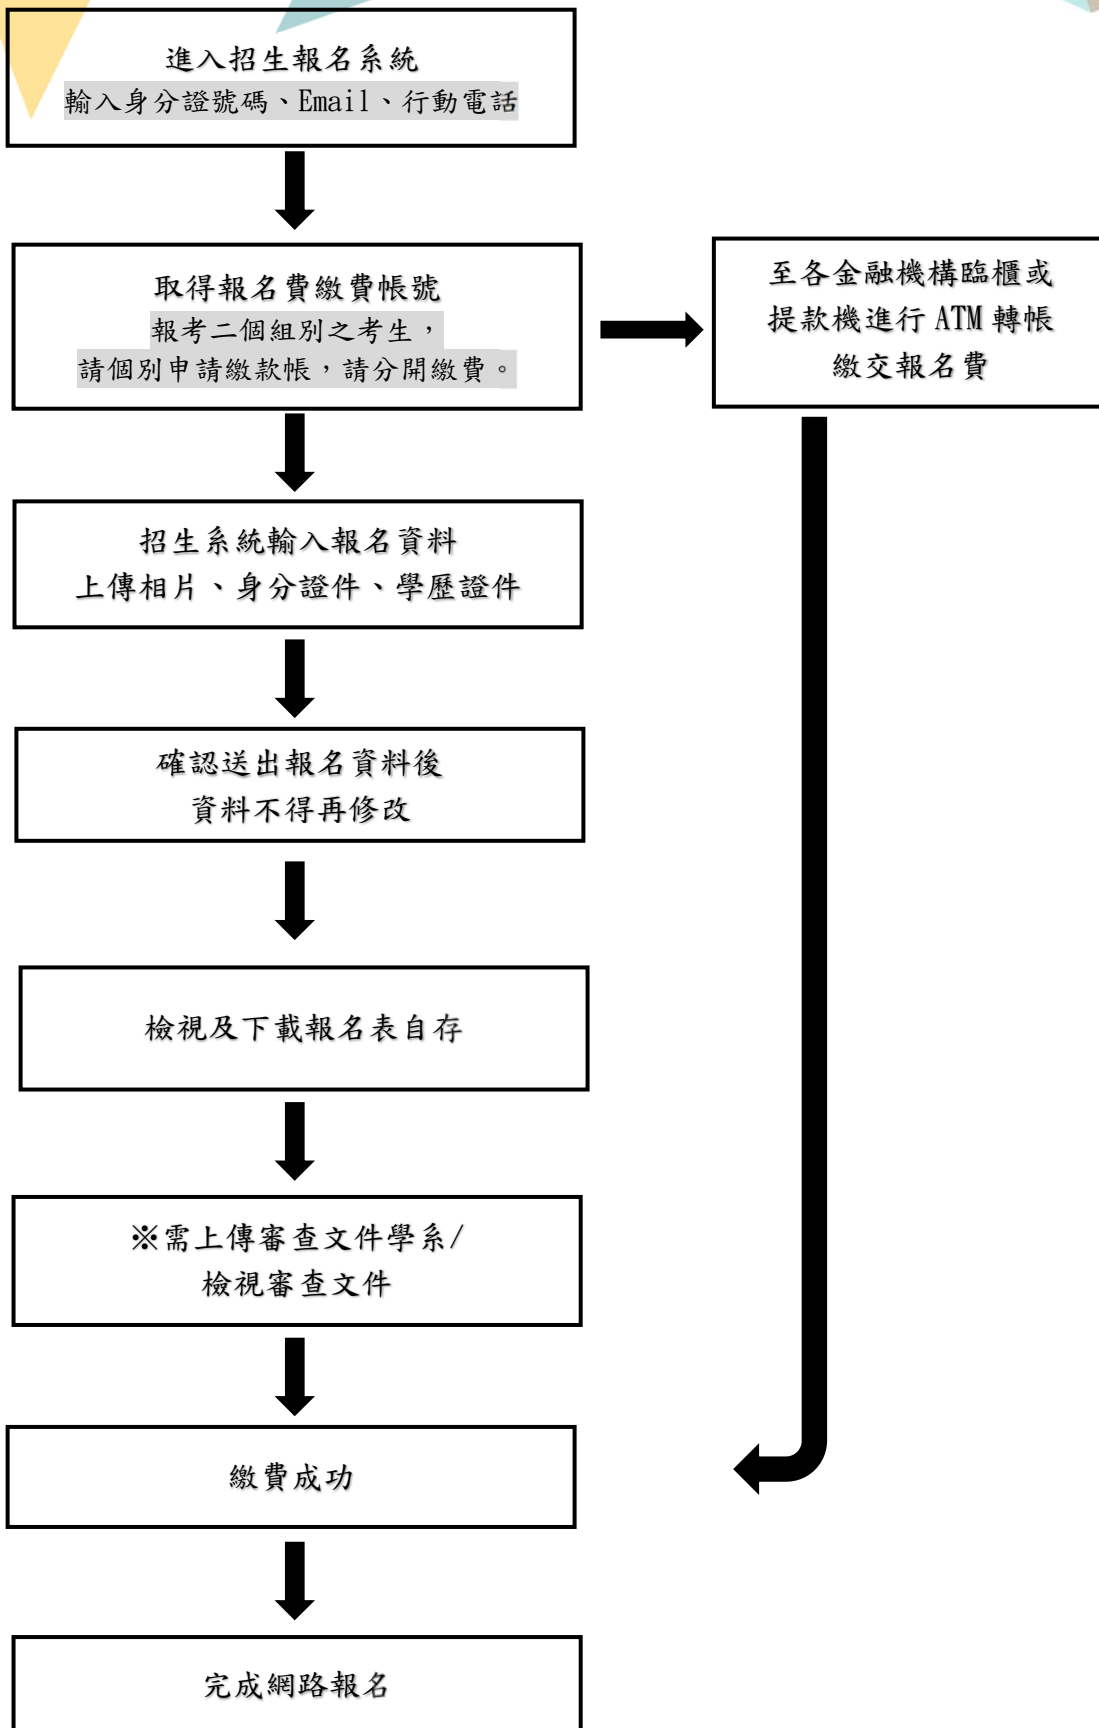 進入招生報名系統
輸入身分證號碼、Email、行動電話
取得報名費繳費帳號
報考二個組別之考生，
請個別申請繳款帳，請分開繳費。
至各金融機構臨櫃或
提款機進行 ATM 轉帳
繳交報名費
招生系統輸入報名資料
上傳相片、身分證件、學歷證件
確認送出報名資料後
資料不得再修改
檢視及下載報名表自存
※需上傳審查文件學系/
檢視審查文件
繳費成功
完成網路報名